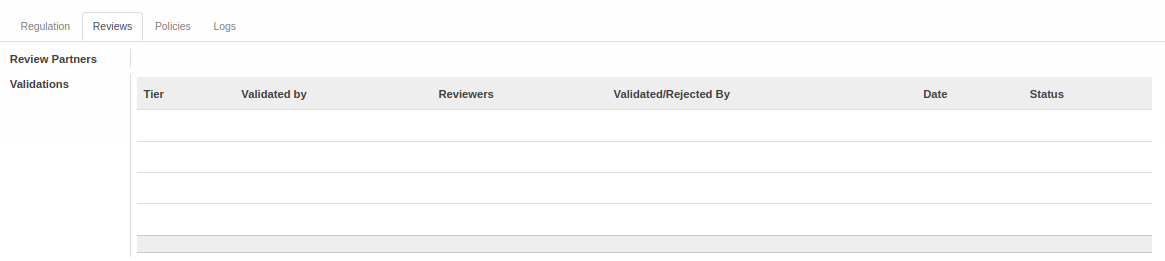 Regulation Reviews Policies Logs
Review Partners
Validations
Tier Validated by Reviewers Validated/Rejected By Date Status